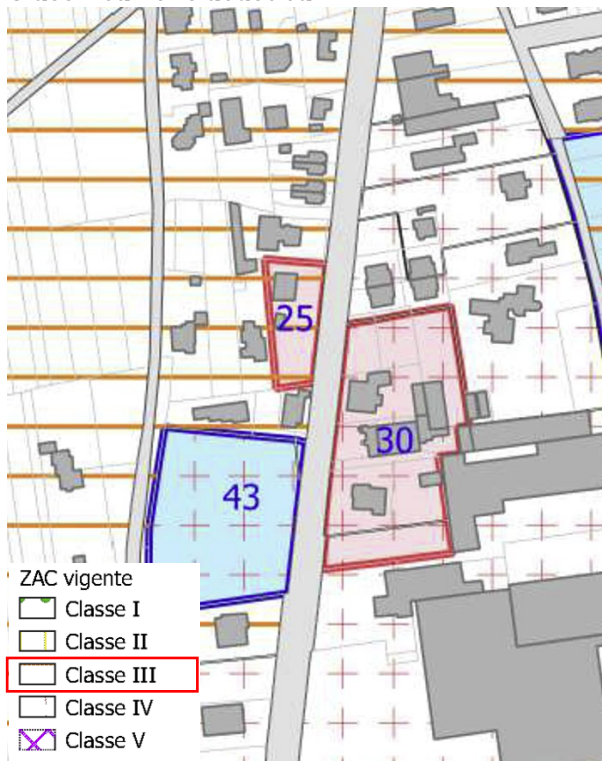 25
30
43
ZAC vigente
Classe I
Classe II
Classe III
Classe IV
Classe V